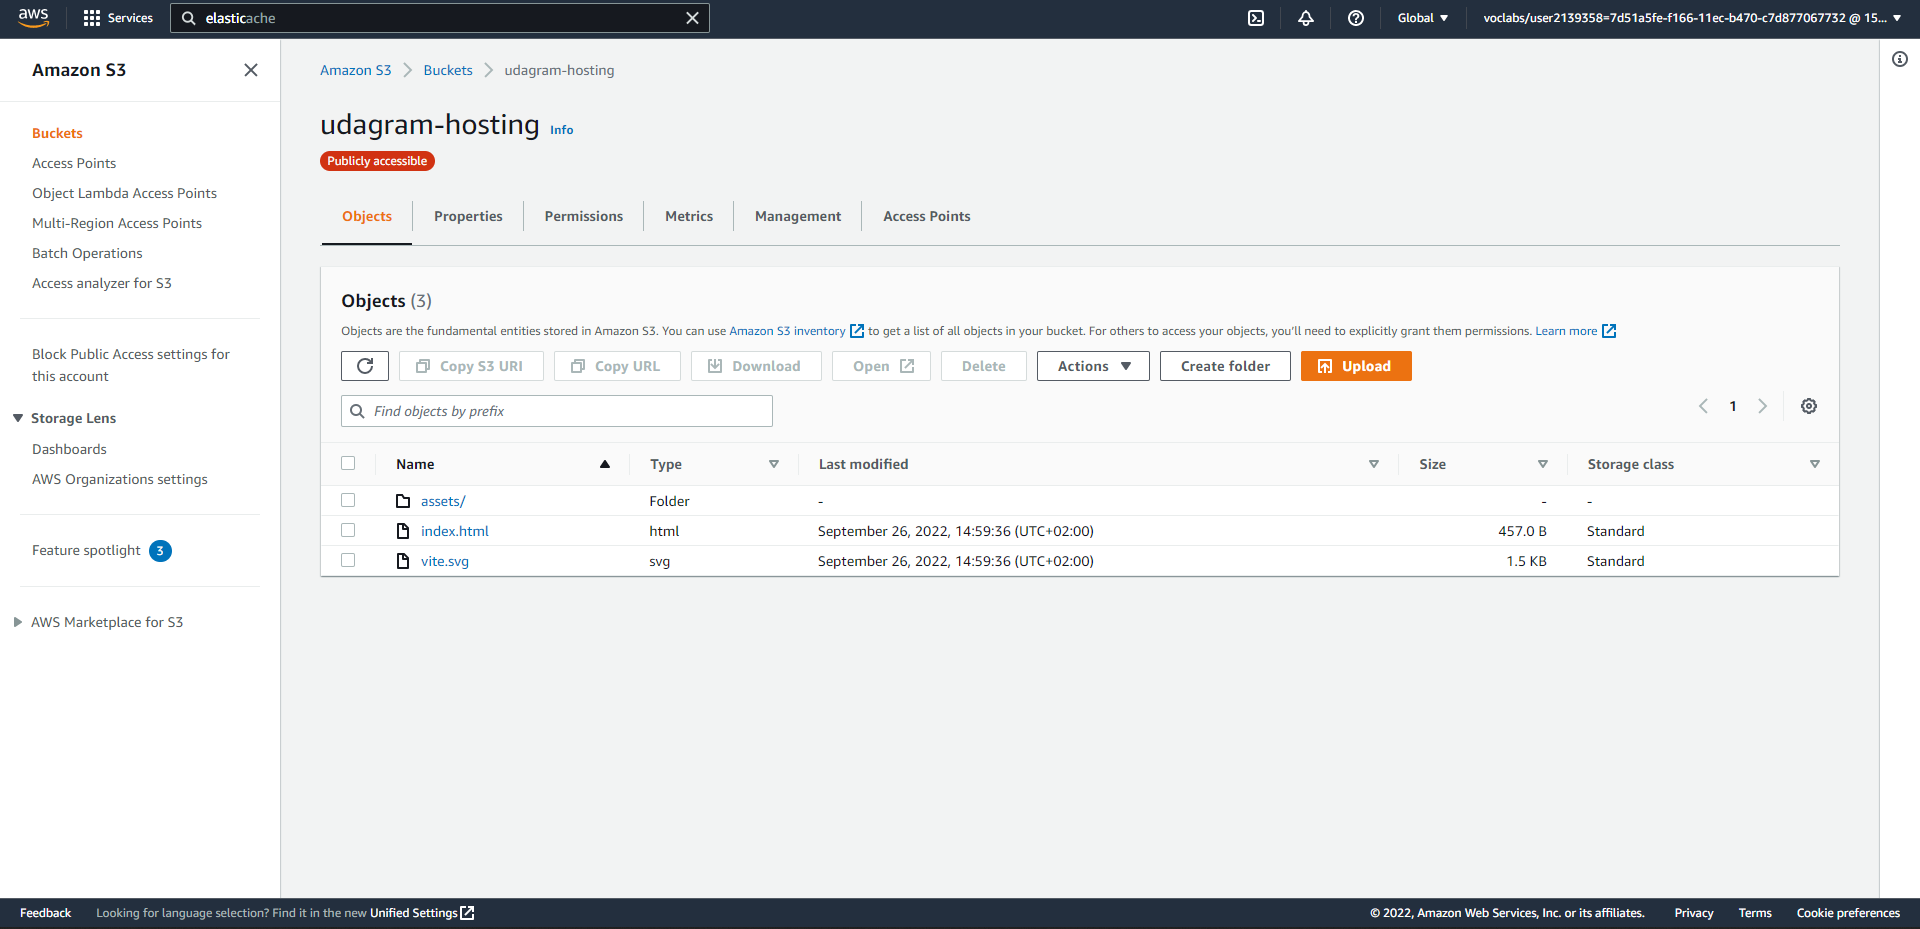 aws Services elasticache Global voclabs/user2139358=7d51a5fe-f166-11ec-b470-c7d877067732 @ 15...
Amazon S3
Buckets
Access Points
Object Lambda Access Points
Multi-Region Access Points
Batch Operations
Access analyzer for S3
Block Public Access settings for
this account
Storage Lens
Dashboards
AWS Organizations settings
Feature spotlight 3
AWS Marketplace for S3
Amazon S3 Buckets udagram-hosting
udagram-hosting Info
Publicly accessible
Objects Properties Permissions Metrics Management Access Points
Objects (3)
Objects are the fundamental entities stored in Amazon S3. You can use Amazon S3 inventory to get a list of all objects in your bucket. For others to access your objects, you'll need to explicitly grant them permissions. Learn more
Copy S3 URI Copy URL Download Open Delete Actions Create folder Upload
Find objects by prefix 1
Name Type Last modified Size Storage class
assets/ Folder - - -
index.html html September 26, 2022, 14:59:36 (UTC+02:00) 457.0 B Standard
vite.svg svg September 26, 2022, 14:59:36 (UTC+02:00) 1.5 KB Standard
Feedback Looking for language selection? Find it in the new Unified Settings © 2022, Amazon Web Services, Inc. or its affiliates. Privacy Terms Cookie preferences